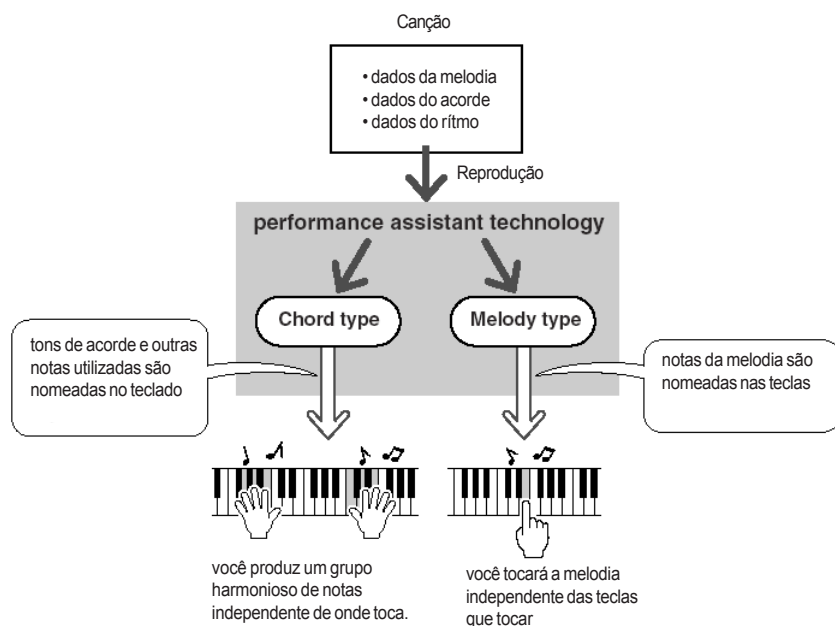 Canção
• dados da melodia
• dados do acorde
• dados do rítmo
Reprodução
performance assistant technology
Chord type
Melody type
tons de acorde e outras
notas utilizadas são
nomeadas no teclado
notas da melodia são
nomeadas nas teclas
você produz um grupo
harmonioso de notas
independente de onde toca.
você tocará a melodia
independente das teclas
que tocar